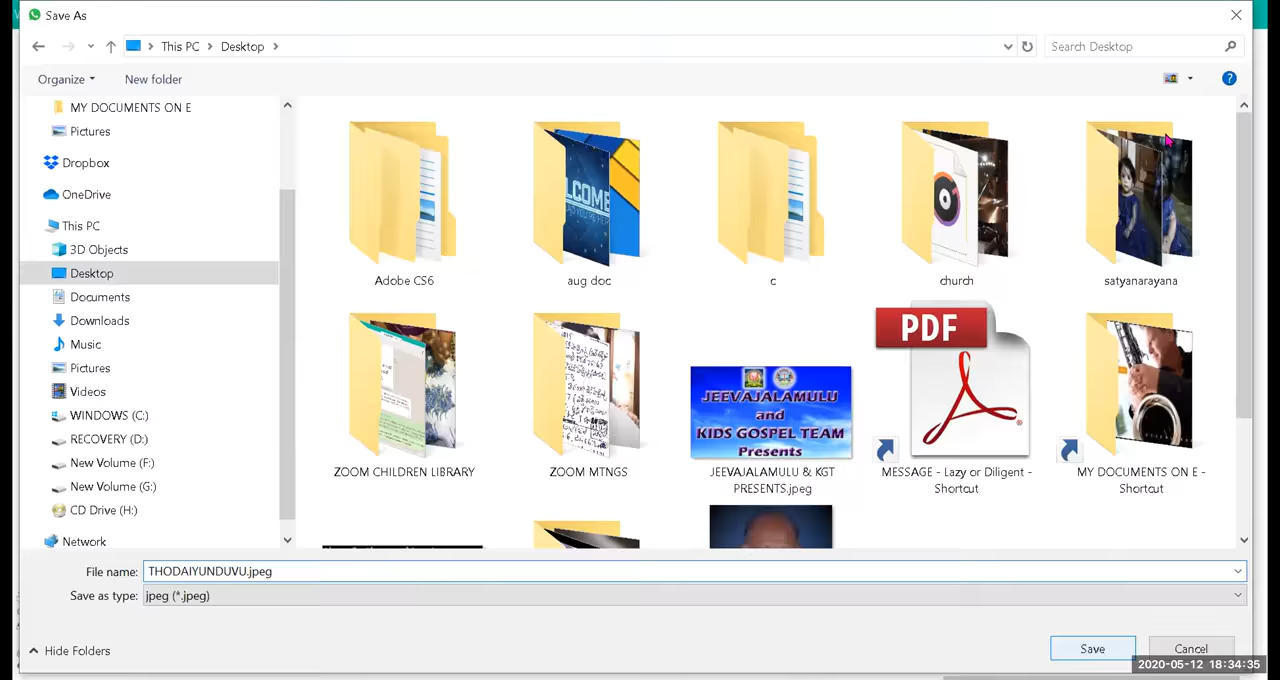 Save As
This PC
Desktop
Search Desktop
Organize
New folder
MY DOCUMENTS ON E
Pictures
Dropbox
OneDrive
This PC
3D Objects
Desktop
Documents
Downloads
Music
Pictures
Videos
WINDOWS (C:)
RECOVERY (D:)
New Volume (F:)
New Volume (G:)
CD Drive (H:)
Network
LCOME
Adobe CS6
aug doc
c
church
satyanarayana
JEEVAJALAMULU
and
KIDS GOSPEL TEAM
Presents
PDF
ZOOM CHILDREN LIBRARY
ZOOM MTNGS
JEEVAJALAMULU & KGT
PRESENTS.jpeg
MESSAGE - Lazy or Diligent -
Shortcut
MY DOCUMENTS ON E -
Shortcut
File name: THODAIYUNDUVU.jpeg
Save as type: jpeg (*.jpeg)
Hide Folders
Save
Cancel
2020-05-12 18:34:35